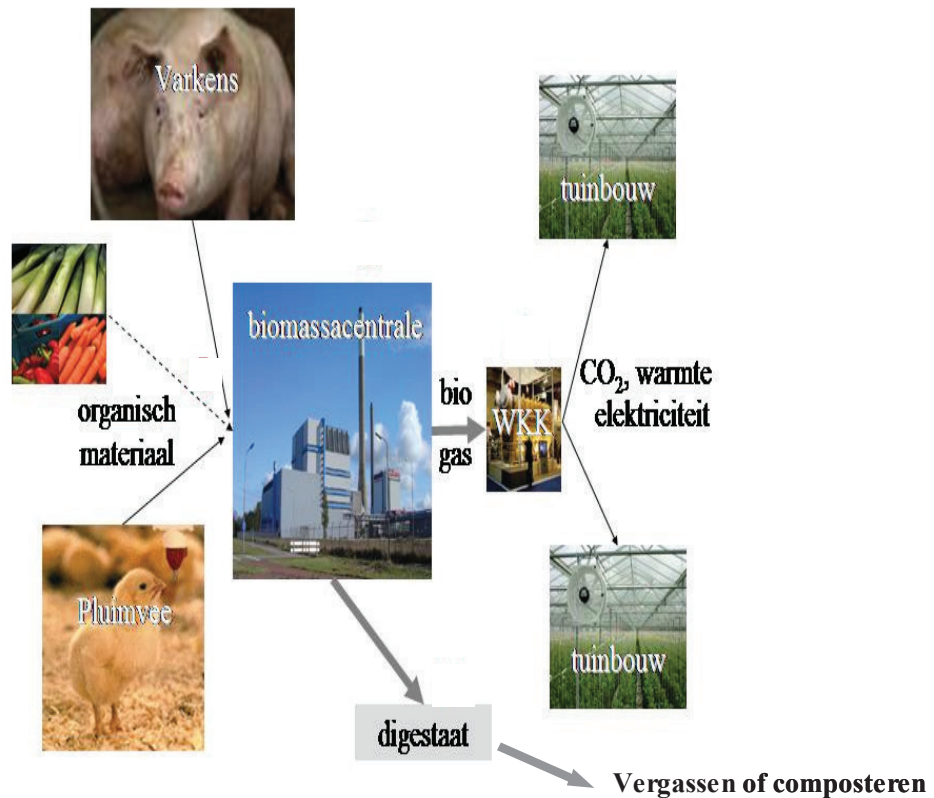 Varkens
tuinbouw
biomassacentrale
organisch
materiaal
bio
gas
WKK
CO₂, warmte
elektriciteit
Pluimvee
tuinbouw
digestaat
Vergassen of composteren